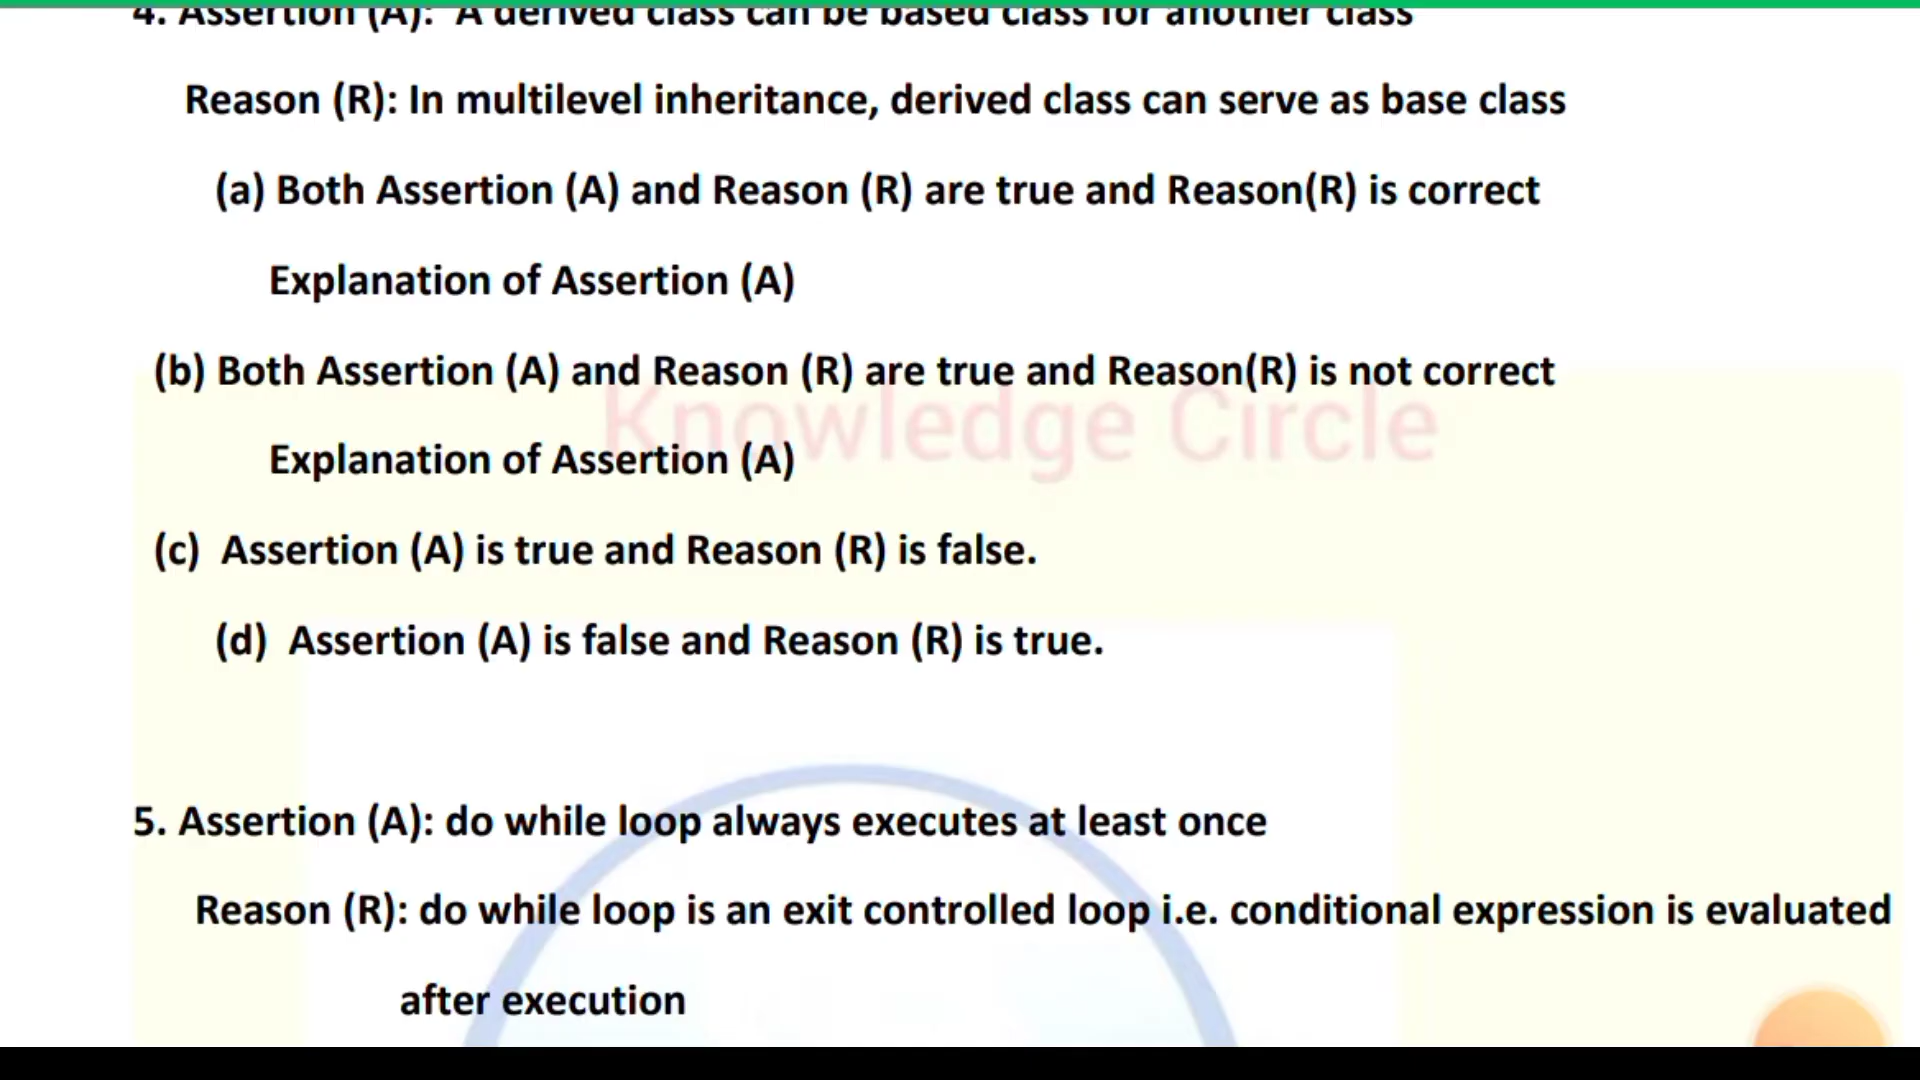 4. Assertion (A): A derived class can be based class for another class
Reason (R): In multilevel inheritance, derived class can serve as base class
(a) Both Assertion (A) and Reason (R) are true and Reason(R) is correct
Explanation of Assertion (A)
(b) Both Assertion (A) and Reason (R) are true and Reason(R) is not correct
Knowledge Circle
Explanation of Assertion (A)
(c) Assertion (A) is true and Reason (R) is false.
(d) Assertion (A) is false and Reason (R) is true.
5. Assertion (A): do while loop always executes at least once
Reason (R): do while loop is an exit controlled loop i.e. conditional expression is evaluated
after execution